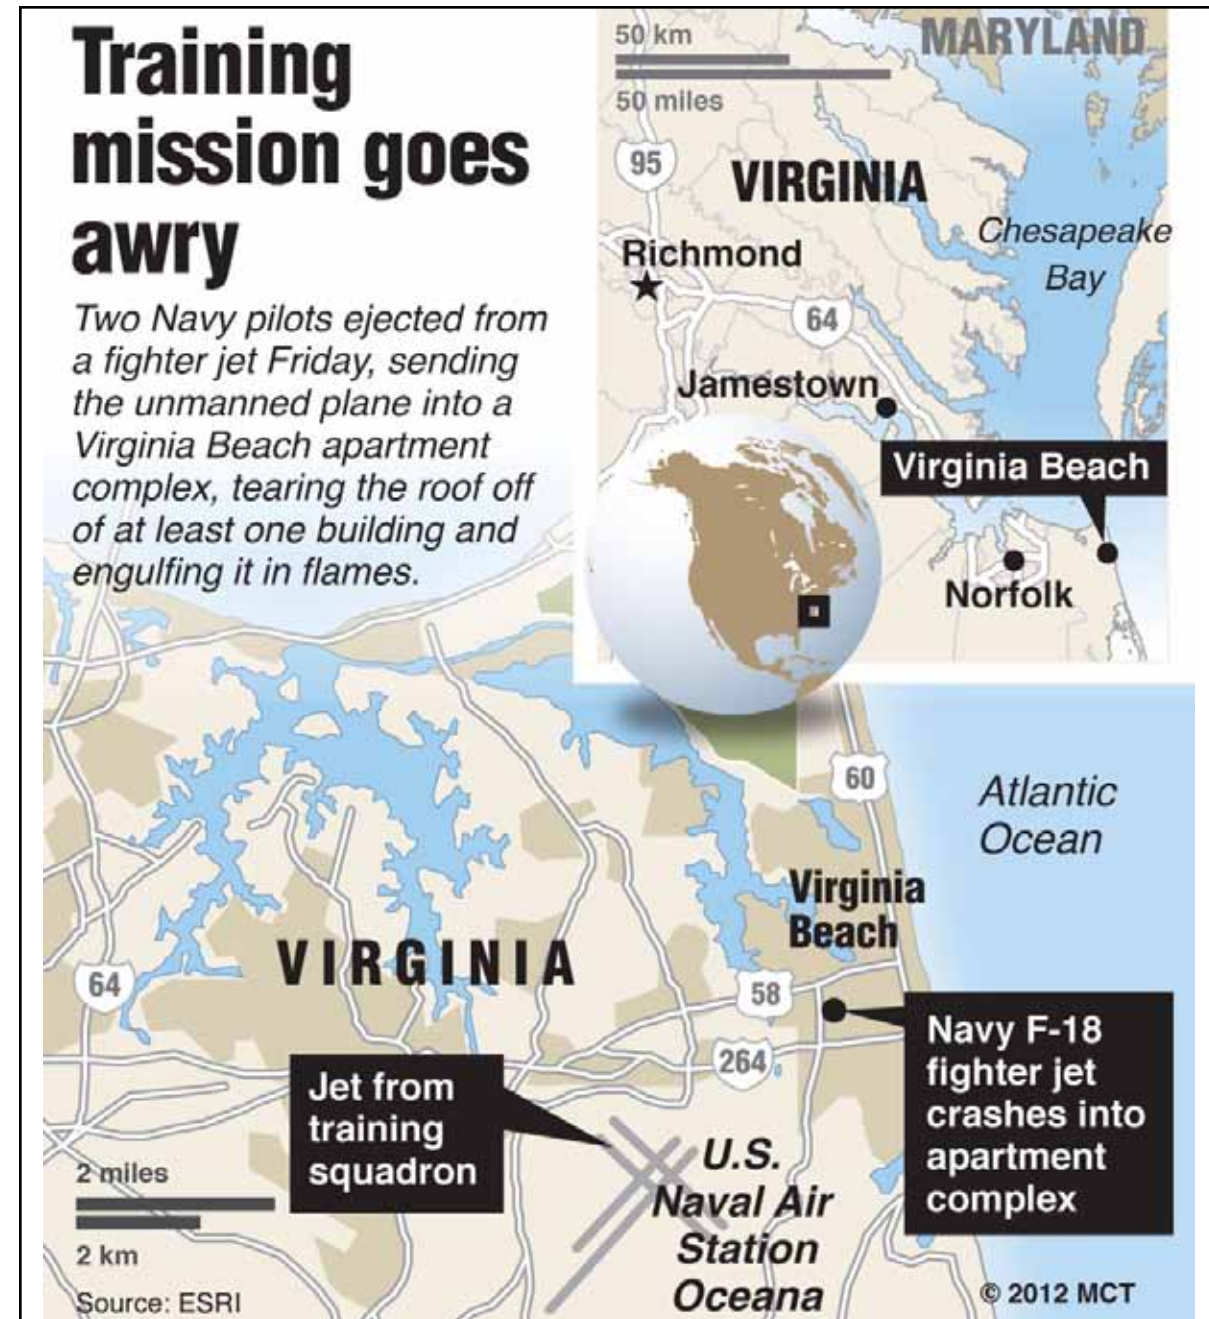 Training
mission goes
awry
Two Navy pilots ejected from
a fighter jet Friday, sending
the unmanned plane into a
Virginia Beach apartment
complex, tearing the roof off
of at least one building and
engulfing it in flames.
50 km
50 miles
MARYLAND
95
VIRGINIA
Chesapeake
Bay
Richmond
64
Jamestown
Virginia Beach
Norfolk
60
Atlantic
Ocean
Virginia
Beach
VIRGINIA
64
58
264
Navy F-18
fighter jet
crashes into
apartment
complex
Jet from
training
squadron
U.S.
Naval Air
Station
Oceana
2 miles
2 km
Source: ESRI
© 2012 MCT